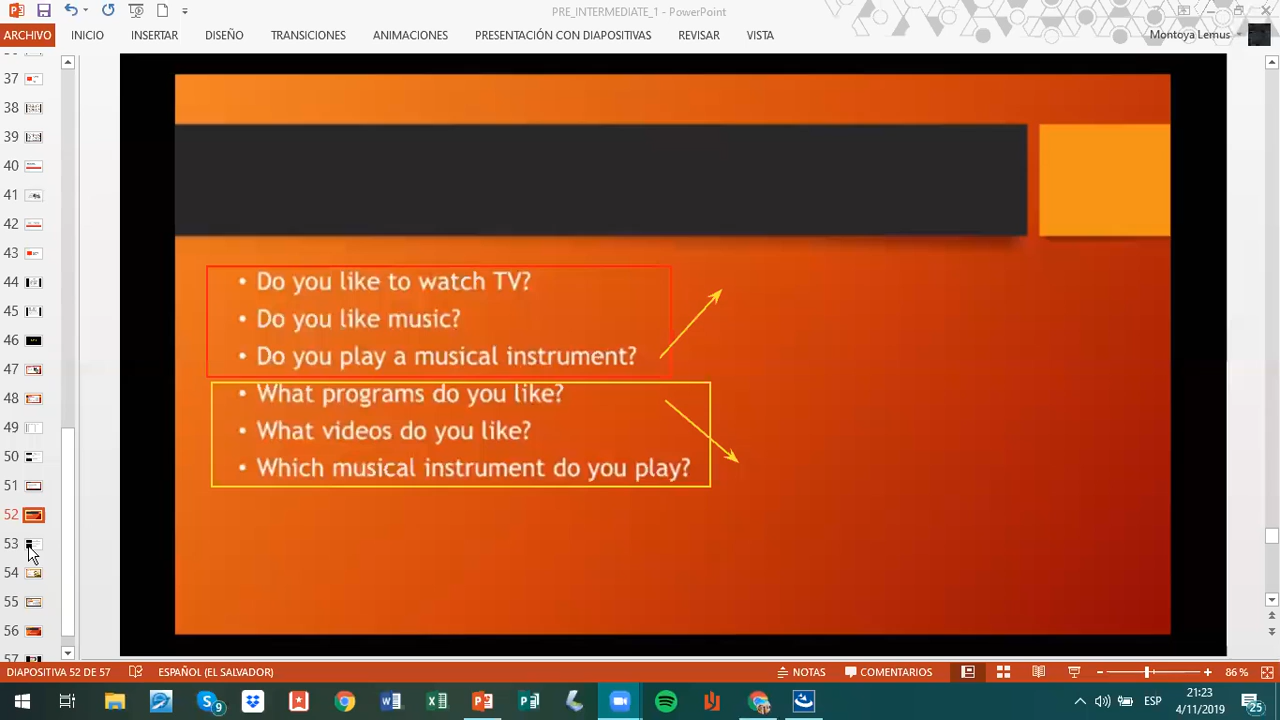 PRE_INTERMEDIATE_1 - PowerPoint
ARCHIVO INICIO INSERTAR DISEÑO TRANSICIONES ANIMACIONES PRESENTACIÓN CON DIAPOSITIVAS REVISAR VISTA Montoya Lemus
37
38
39
40
41
42
43
44
45
46
47
48
49
50
51
52
53
54
55
56
57
• Do you like to watch TV?
• Do you like music?
• Do you play a musical instrument?
• What programs do you like?
• What videos do you like?
• Which musical instrument do you play?
DIAPOSITIVA 52 DE 57 ESPAÑOL (EL SALVADOR) NOTAS COMENTARIOS 86 %
9 ESP 21:23
4/11/2019 25